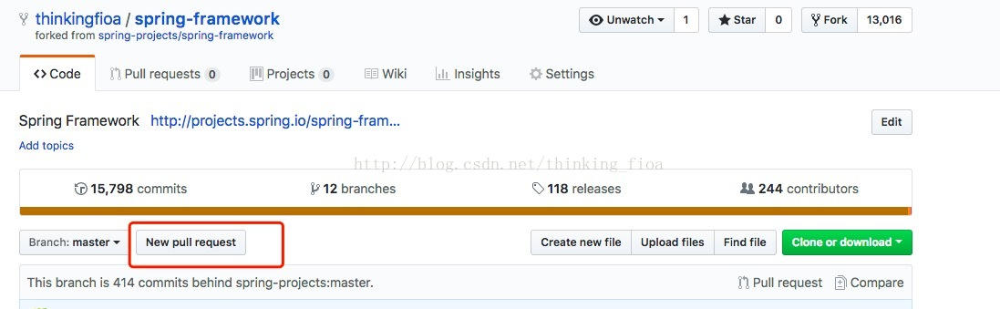 thinkingfioa / spring-framework
Unwatch 1 Star 0 Fork 13,016
forked from spring-projects/spring-framework
Code Pull requests 0 Projects 0 Wiki Insights Settings
Spring Framework http://projects.spring.io/spring-fram... Edit
Add topics
http://blog.csdn.net/thinking_fioa
15,798 commits 12 branches 118 releases 244 contributors
Branch: master New pull request Create new file Upload files Find file Clone or download
This branch is 414 commits behind spring-projects:master. Pull request Compare